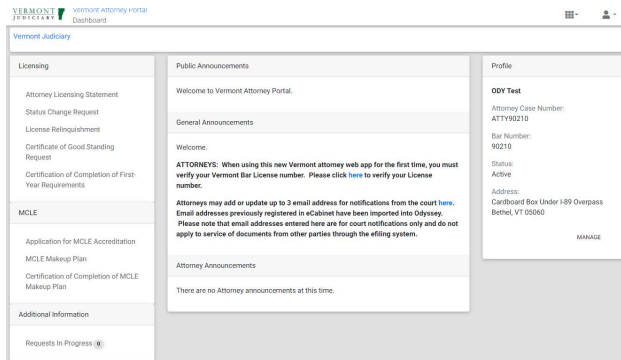 VERMONT
JUDICIARY
Vermont Attorney Portal
Dashboard
Vermont Judiciary
Licensing
Attorney Licensing Statement
Status Change Request
License Relinquishment
Certificate of Good Standing
Request
Certification of Completion of First-
Year Requirements
MCLE
Application for MCLE Accreditation
MCLE Makeup Plan
Certification of Completion of MCLE
Makeup Plan
Additional Information
Requests In Progress 0
Public Announcements
Welcome to Vermont Attorney Portal.
General Announcements
Welcome.
ATTORNEYS: When using this new Vermont attorney web app for the first time, you must
verify your Vermont Bar License number. Please click here to verify your License
number.
Attorneys may add or update up to 3 email address for notifications from the court here.
Email addresses previously registered in eCabinet have been imported into Odyssey.
Please note that email addresses entered here are for court notifications only and do not
apply to service of documents from other parties through the efiling system.
Attorney Announcements
There are no Attorney announcements at this time.
Profile
ODY Test
Attorney Case Number:
ATTY90210
Bar Number:
90210
Status:
Active
Address:
Cardboard Box Under I-89 Overpass
Bethel, VT 05060
MANAGE